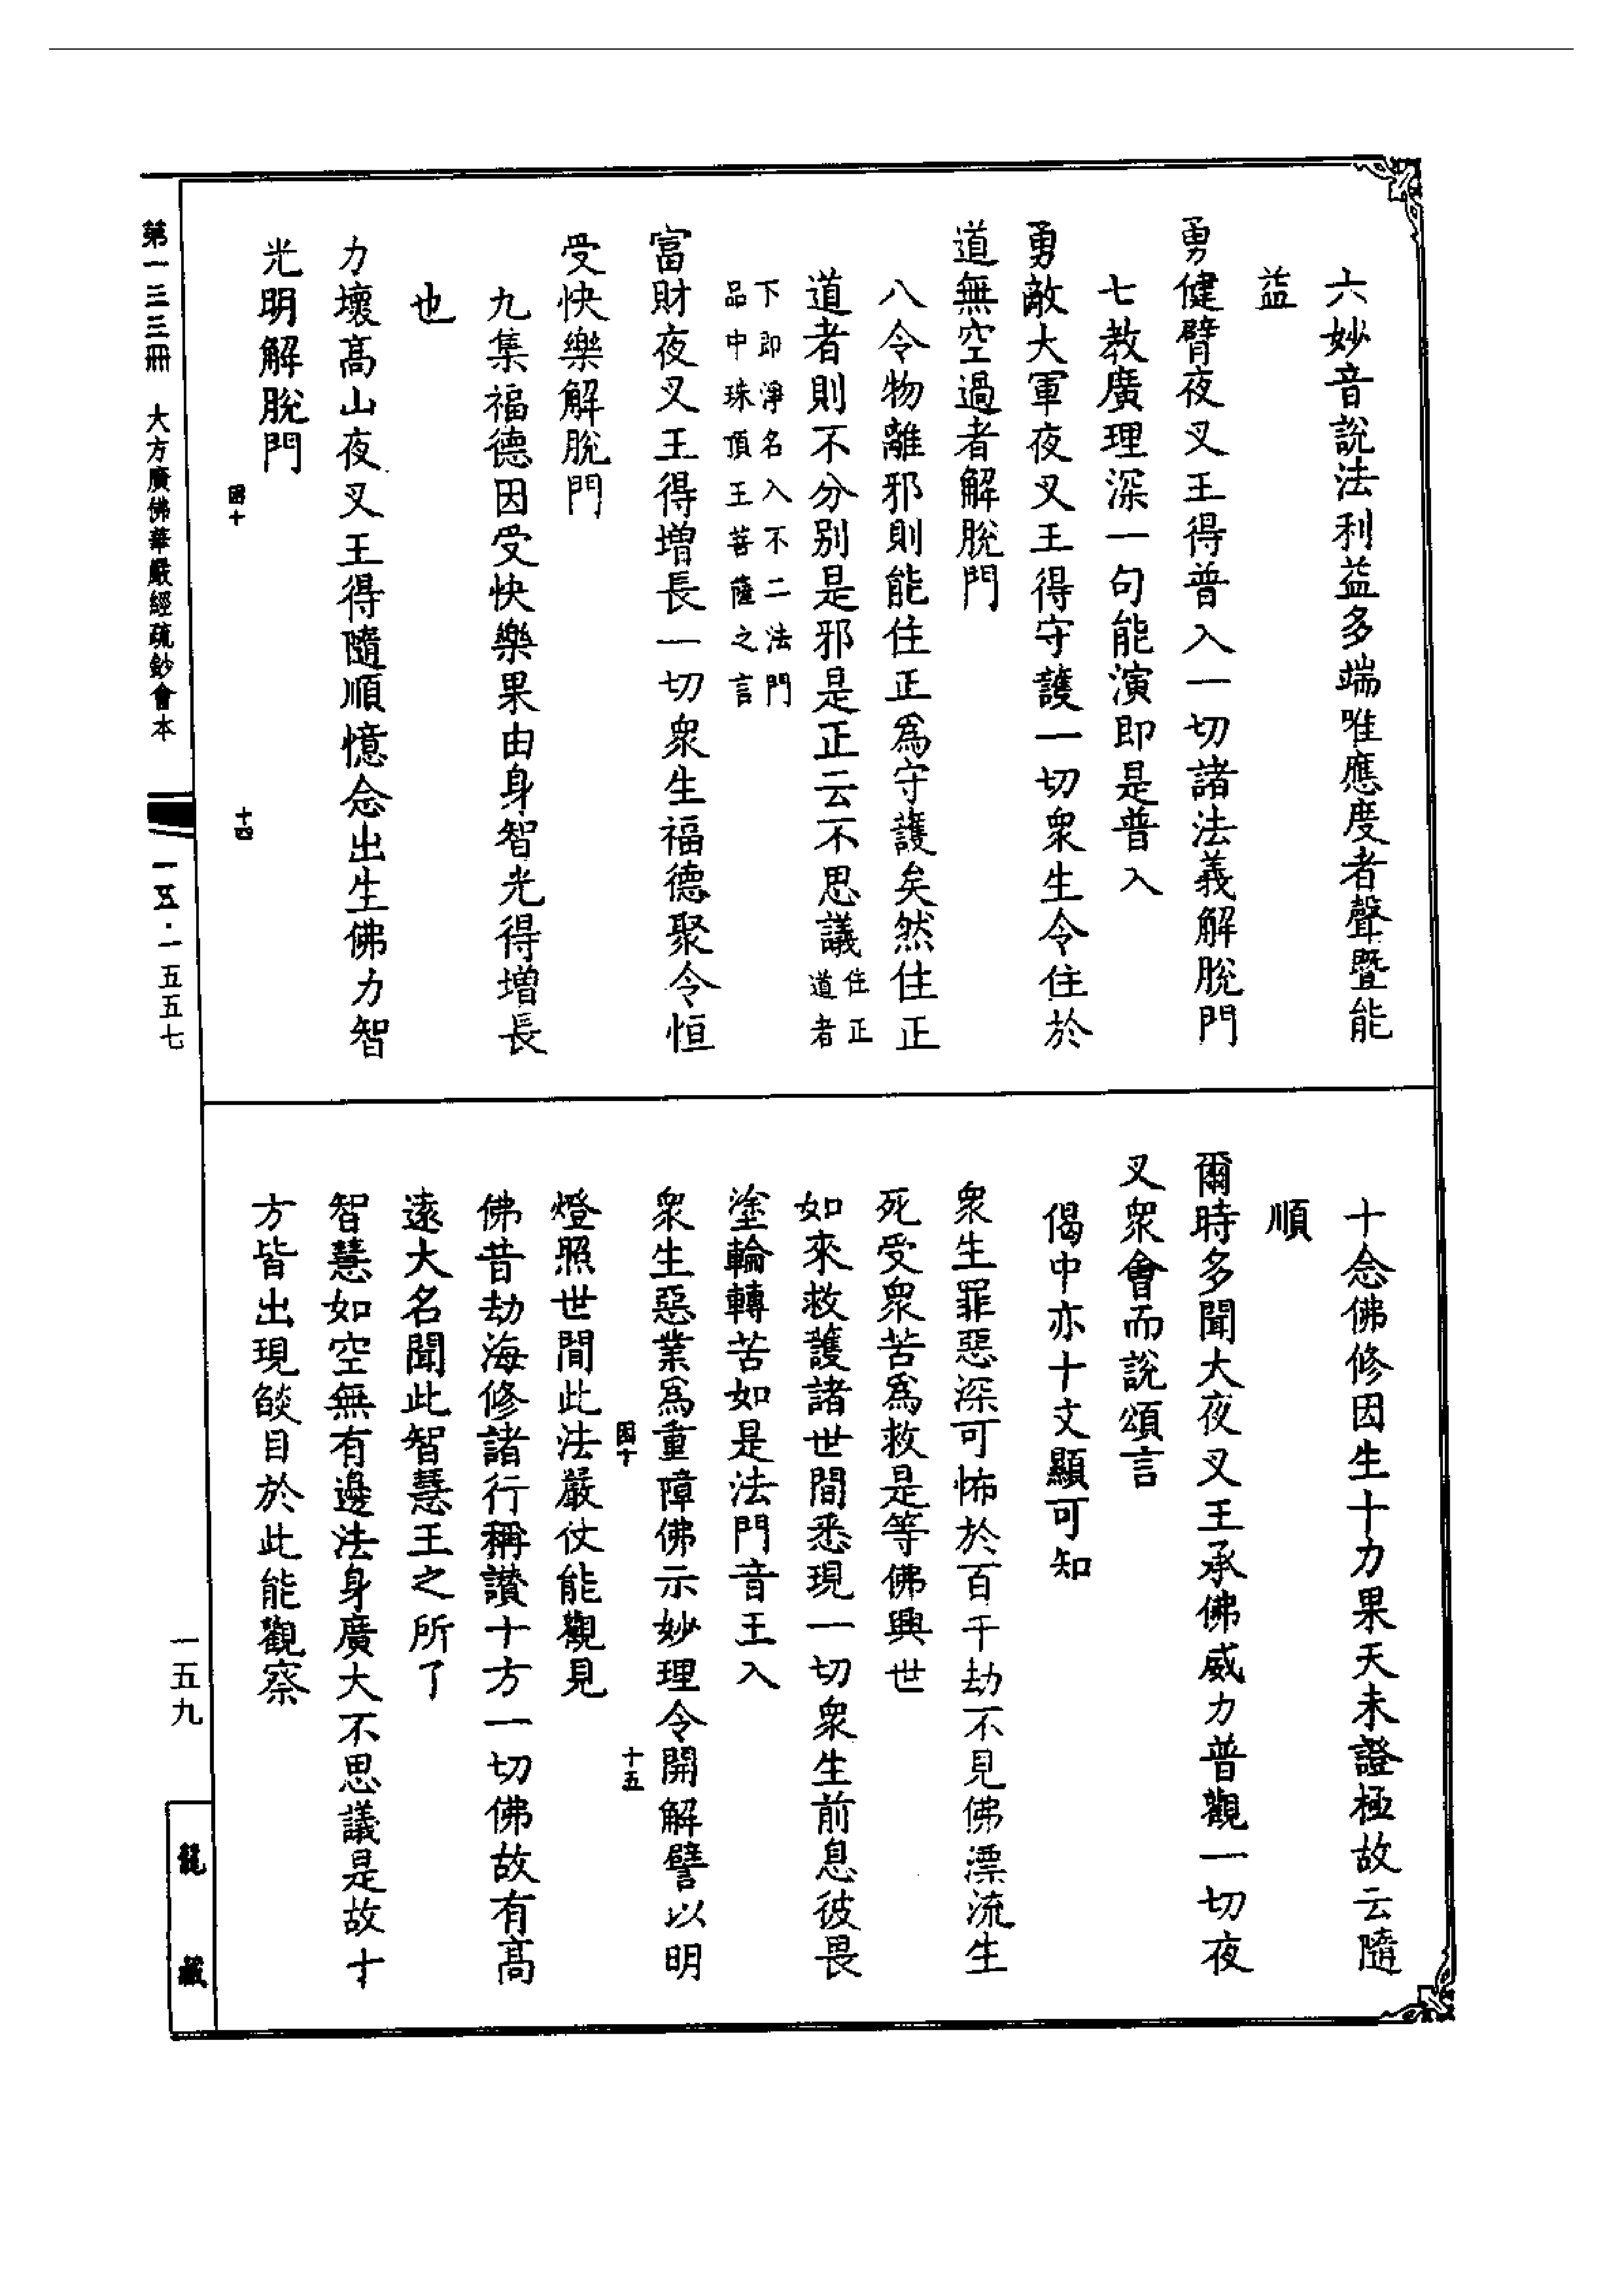 六妙音說法利益多端唯應度者聲曁能
益
勇健臂夜叉王得普入一切諸法義解脫門
七教廣理深一句能演即是普入
勇敵大軍夜叉王得守護一切衆生令住於
道無空過者解脫門
八令物離邪則能住正爲守護矣然住正
道者則不分别是邪是正云不思議住正
道者
下即淨名入不二法門
品中珠頂王菩薩之言
富財夜叉王得增長一切衆生福德聚令恒
受快樂解脫門
九集福德因受快樂果由身智光得增長
也
力壞高山夜叉王得隨順憶念出生佛力智
光明解脫門
國十
十四
十念佛修因生十力果天未證極故云隨
順
爾時多聞大夜叉王承佛威力普觀一切夜
叉衆會而說頌言
偈中亦十文顯可知
衆生罪惡深可怖於百千劫不見佛漂流生
死受衆苦爲救是等佛興世
如來救護諸世間悉現一切衆生前息彼畏
塗輪轉苦如是法門音王入
衆生惡業爲重障佛示妙理令開解譬以明
國十
十五
燈照世間此法嚴仗能觀見
佛昔劫海修諸行稱讚十方一切佛故有高
遠大名聞此智慧王之所了
智慧如空無有邊法身廣大不思議是故十
方皆出現𦦨目於此能觀察
第一三三冊 大方廣佛華嚴經疏鈔會本
一五·一五五七
一五九
龍藏